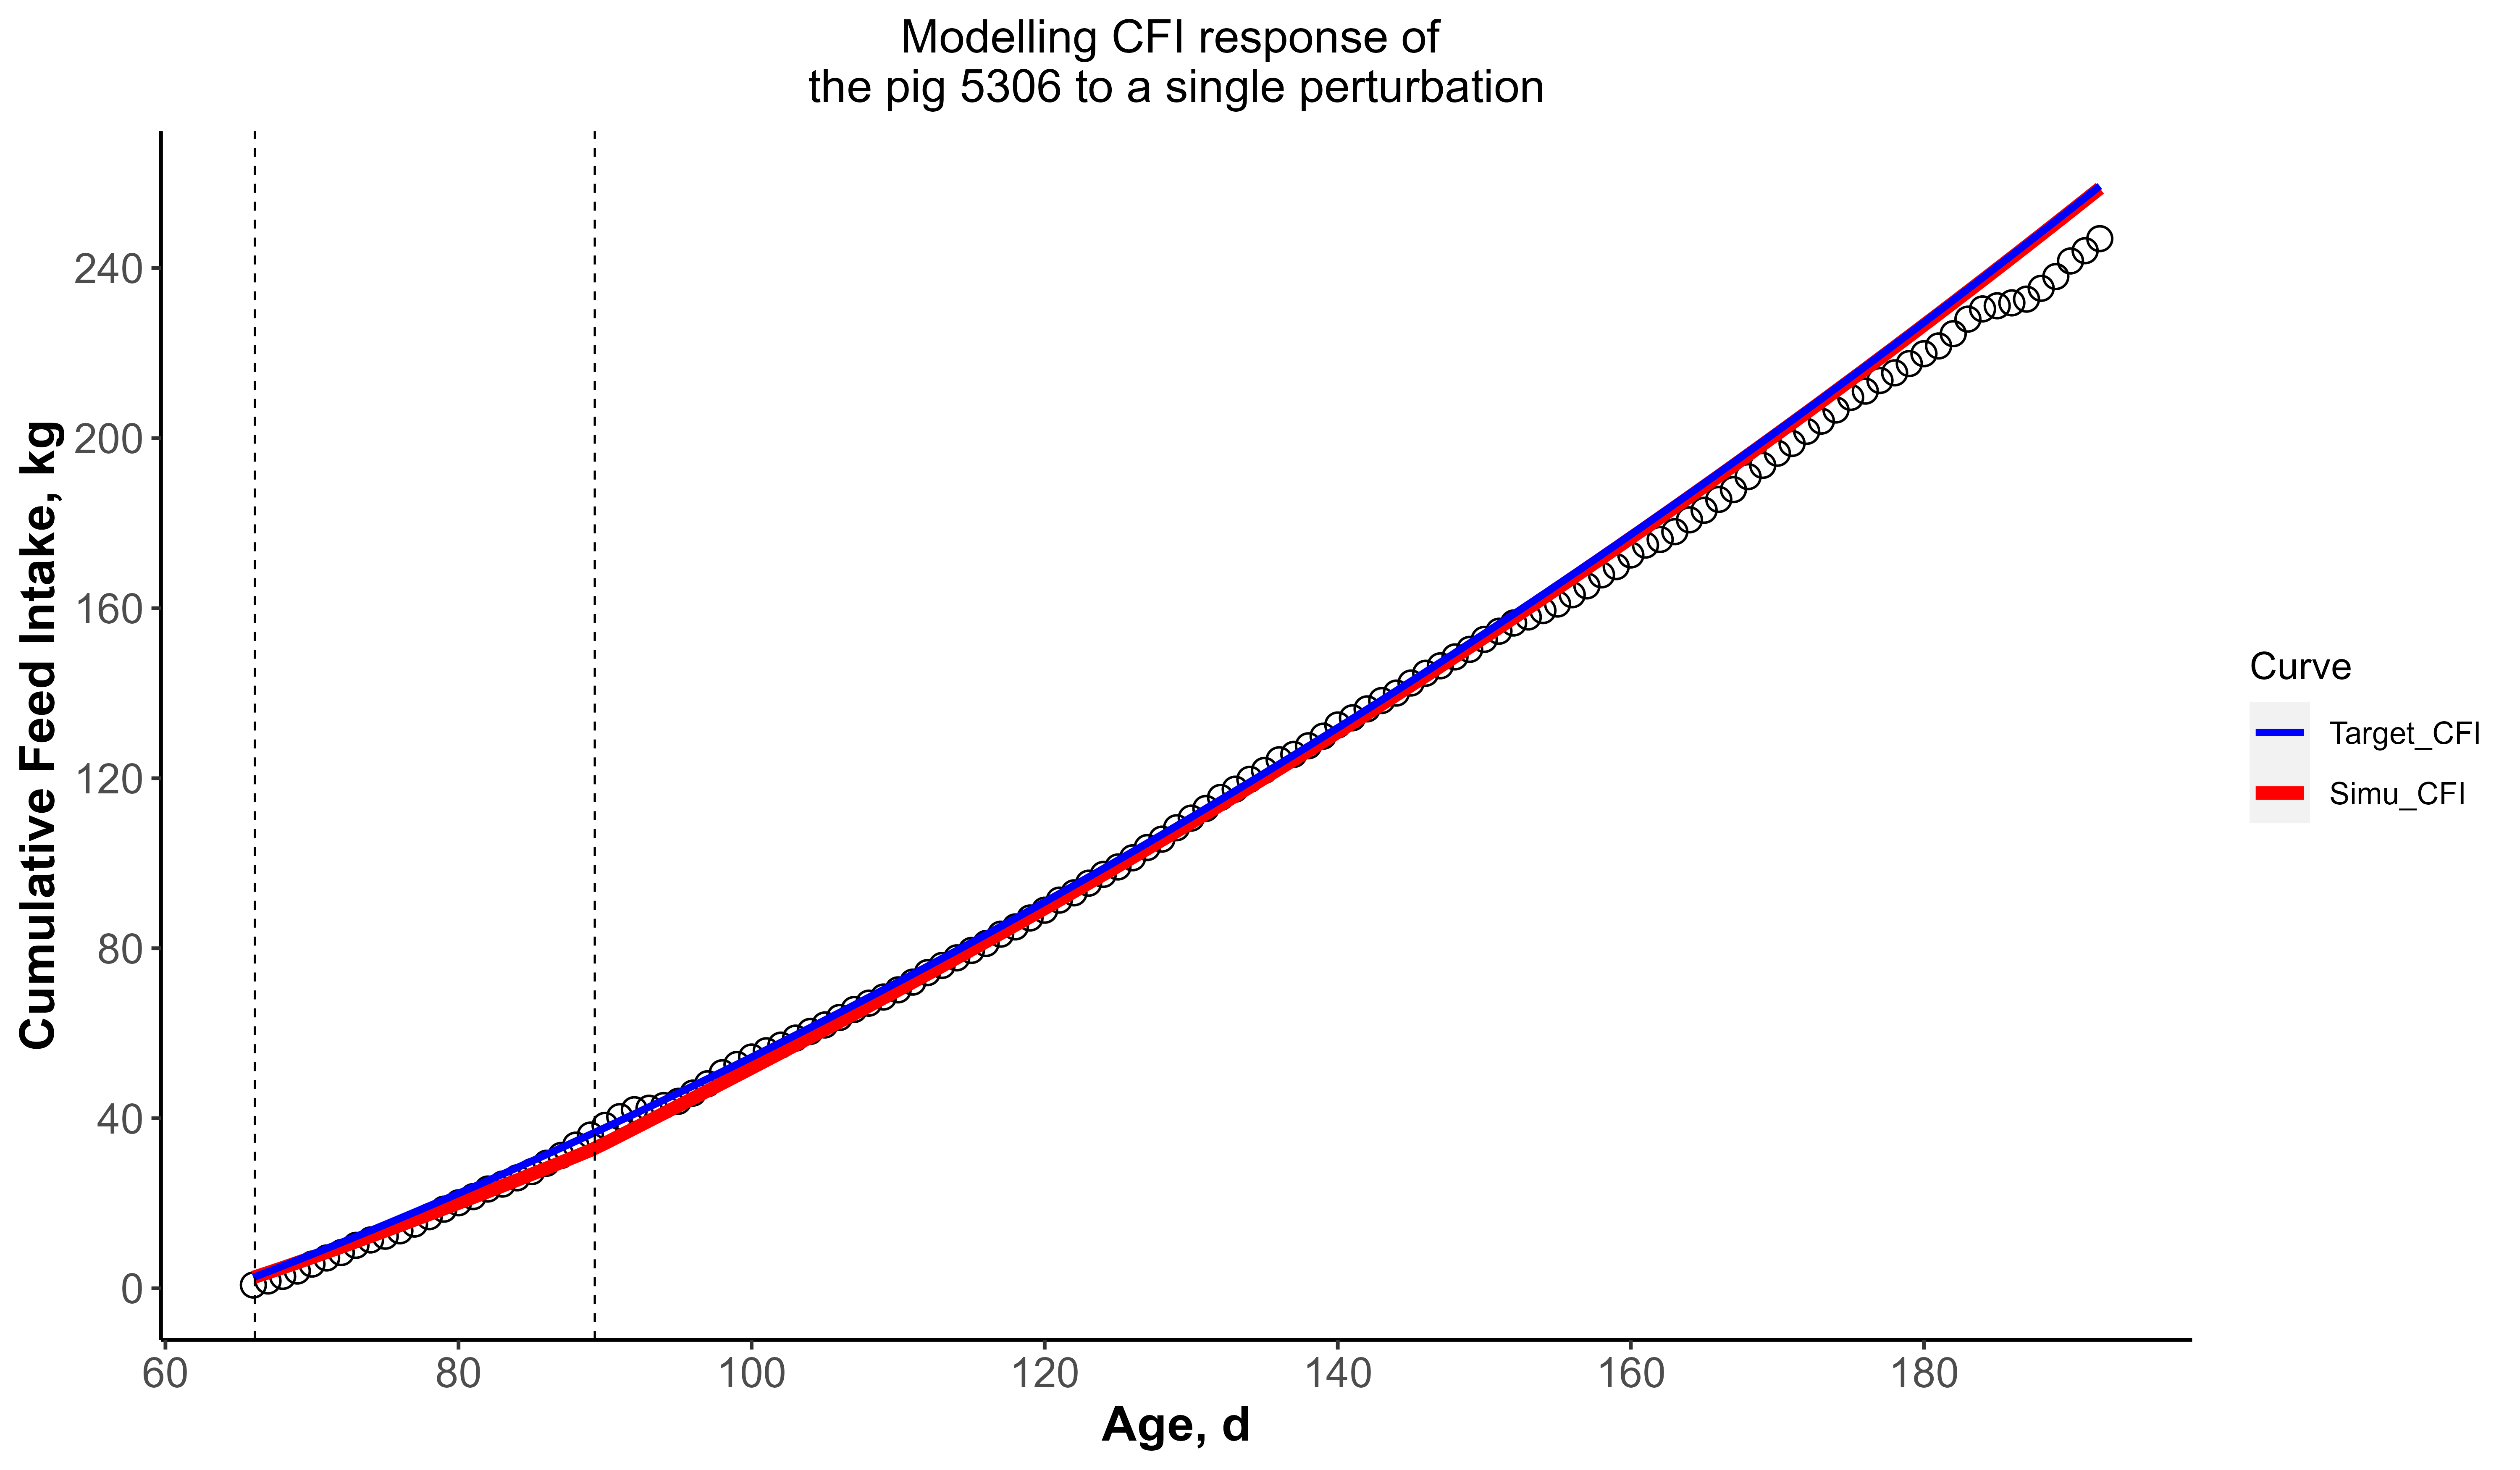 Modelling CFI response of
the pig 5306 to a single perturbation
Cumulative Feed Intake, kg
240
200
160
120
80
40
0
60 80 100 120 140 160 180
Age, d
Curve
Target_CFI
Simu_CFI